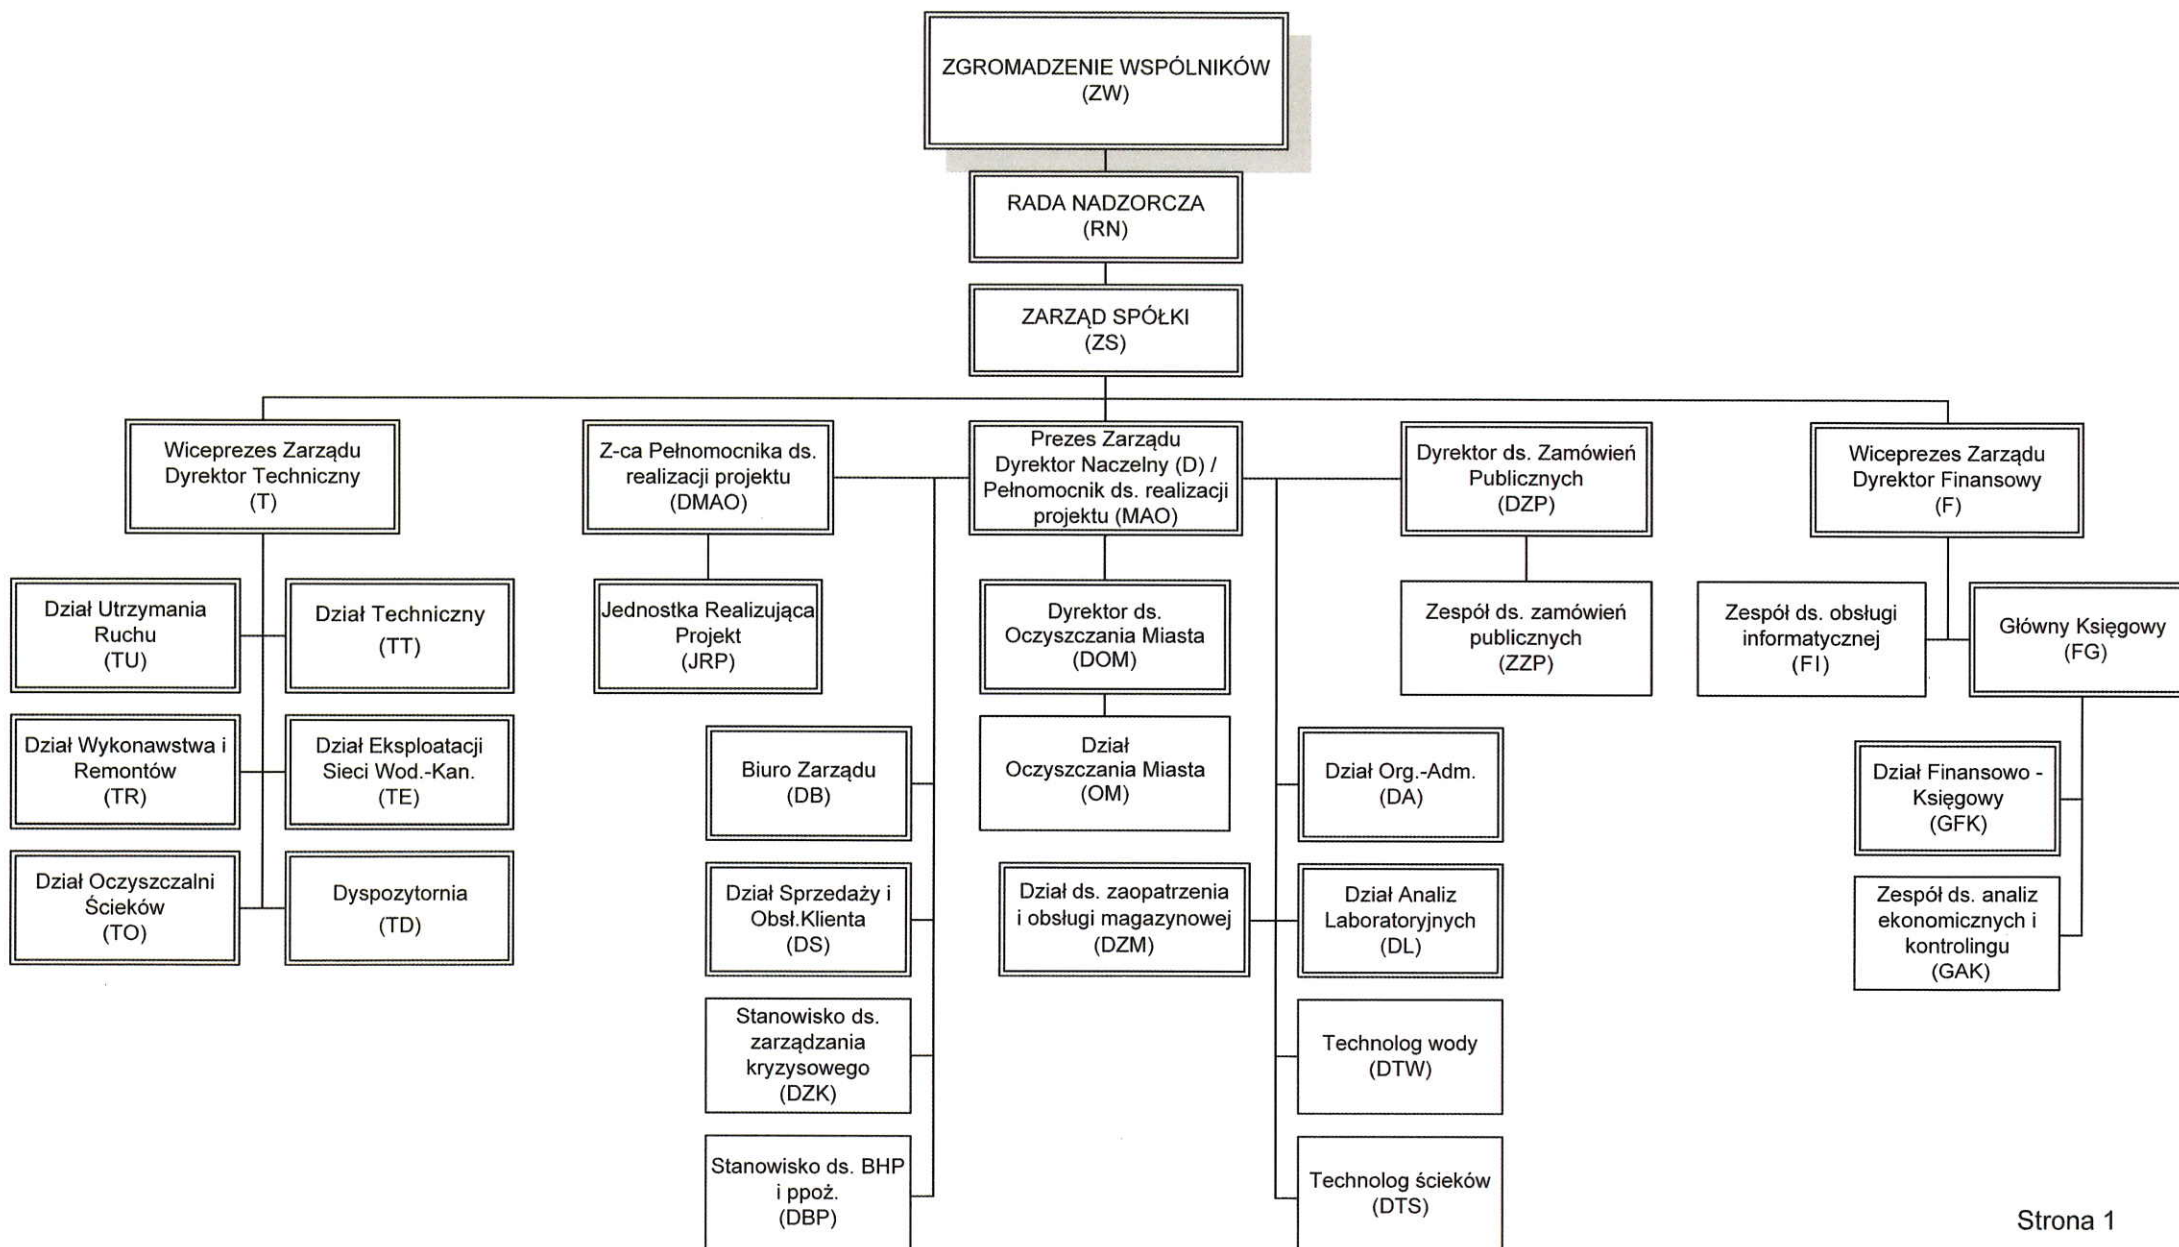 ZGROMADZENIE WSPÓLNIKÓW
(ZW)
RADA NADZORCZA
(RN)
ZARZĄD SPÓŁKI
(ZS)
Wiceprezes Zarządu
Dyrektor Techniczny
(T)
Z-ca Pełnomocnika ds.
realizacji projektu
(DMAO)
Prezes Zarządu
Dyrektor Naczelny (D) /
Pełnomocnik ds. realizacji
projektu (MAO)
Dyrektor ds. Zamówień
Publicznych
(DZP)
Wiceprezes Zarządu
Dyrektor Finansowy
(F)
Dział Utrzymania
Ruchu
(TU)
Dział Techniczny
(TT)
Jednostka Realizująca
Projekt
(JRP)
Dyrektor ds.
Oczyszczania Miasta
(DOM)
Zespół ds. zamówień
publicznych
(ZZP)
Zespół ds. obsługi
informatycznej
(FI)
Główny Księgowy
(FG)
Dział Wykonawstwa i
Remontów
(TR)
Dział Eksploatacji
Sieci Wod.-Kan.
(TE)
Biuro Zarządu
(DB)
Dział
Oczyszczania Miasta
(OM)
Dział Org.-Adm.
(DA)
Dział Finansowo -
Księgowy
(GFK)
Dział Oczyszczalni
Ścieków
(TO)
Dyspozytornia
(TD)
Dział Sprzedaży i
Obsł.Klienta
(DS)
Dział ds. zaopatrzenia
i obsługi magazynowej
(DZM)
Dział Analiz
Laboratoryjnych
(DL)
Zespół ds. analiz
ekonomicznych i
kontrolingu
(GAK)
Stanowisko ds.
zarządzania
kryzysowego
(DZK)
Technolog wody
(DTW)
Stanowisko ds. BHP
i ppoż.
(DBP)
Technolog ścieków
(DTS)
Strona 1